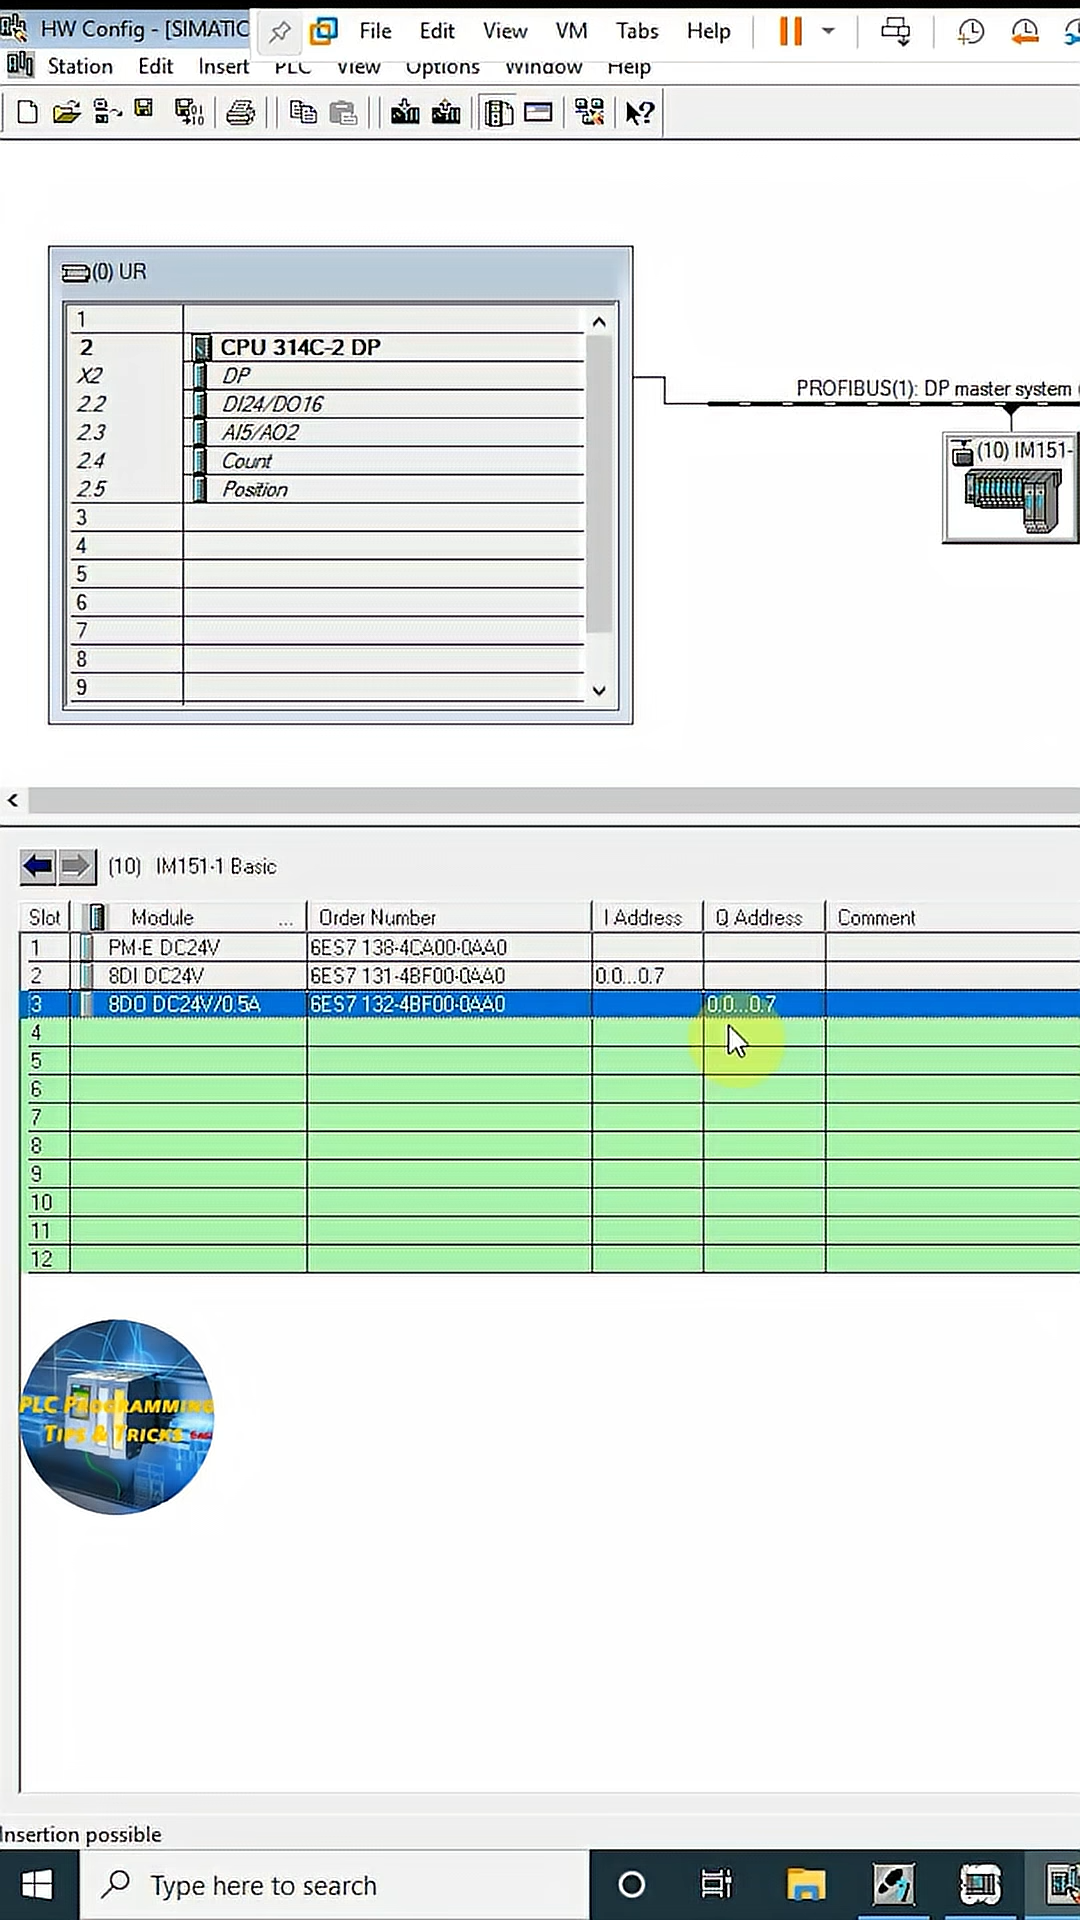 HW Config - [SIMATIC
File Edit View VM Tabs Help
Station Edit Insert PLC View Options Window Help
(0) UR
1
2 CPU 314C-2 DP
X2 DP
2.2 DI24/DO16
2.3 AI5/AO2
2.4 Count
2.5 Position
3
4
5
6
7
8
9
PROFIBUS(1): DP master system (
(10) IM151-
(10) IM151-1 Basic
Slot Module ... Order Number I Address Q Address Comment
1 PM-E DC24V 6ES7 138-4CA00-0AA0
2 8DI DC24V 6ES7 131-4BF00-0AA0 0.0...0.7
3 8DO DC24V/0.5A 6ES7 132-4BF00-0AA0 0.0...0.7
4
5
6
7
8
9
10
11
12
PLC PROGRAMMING
TIPS & TRICKS
Insertion possible
Type here to search